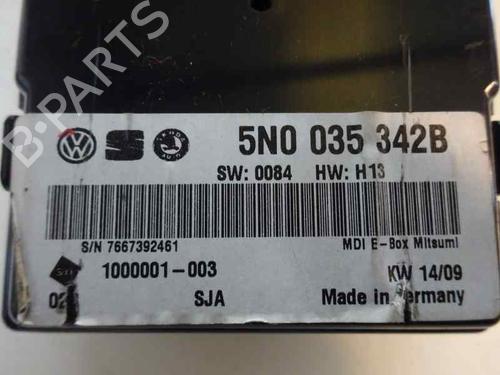 B-PARTS
5N0 035 342B
SW: 0084 HW: H13
S/N 7667392461
MDI E-Box Mitsumi
1000001-003
KW 14/09
SJA
Made in Germany